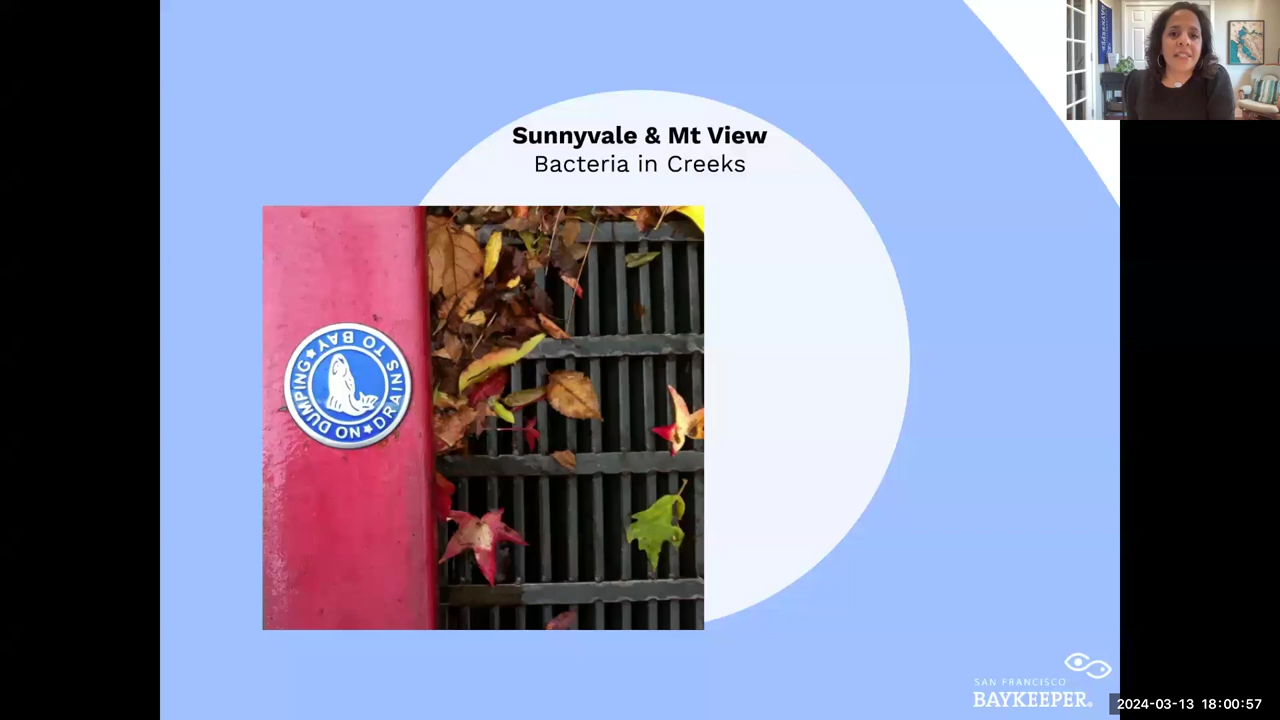 Sunnyvale & Mt View
Bacteria in Creeks
NO DUMPING
DRAINS TO BAY
SAN FRANCISCO
BAYKEEPER®
2024-03-13 18:00:57